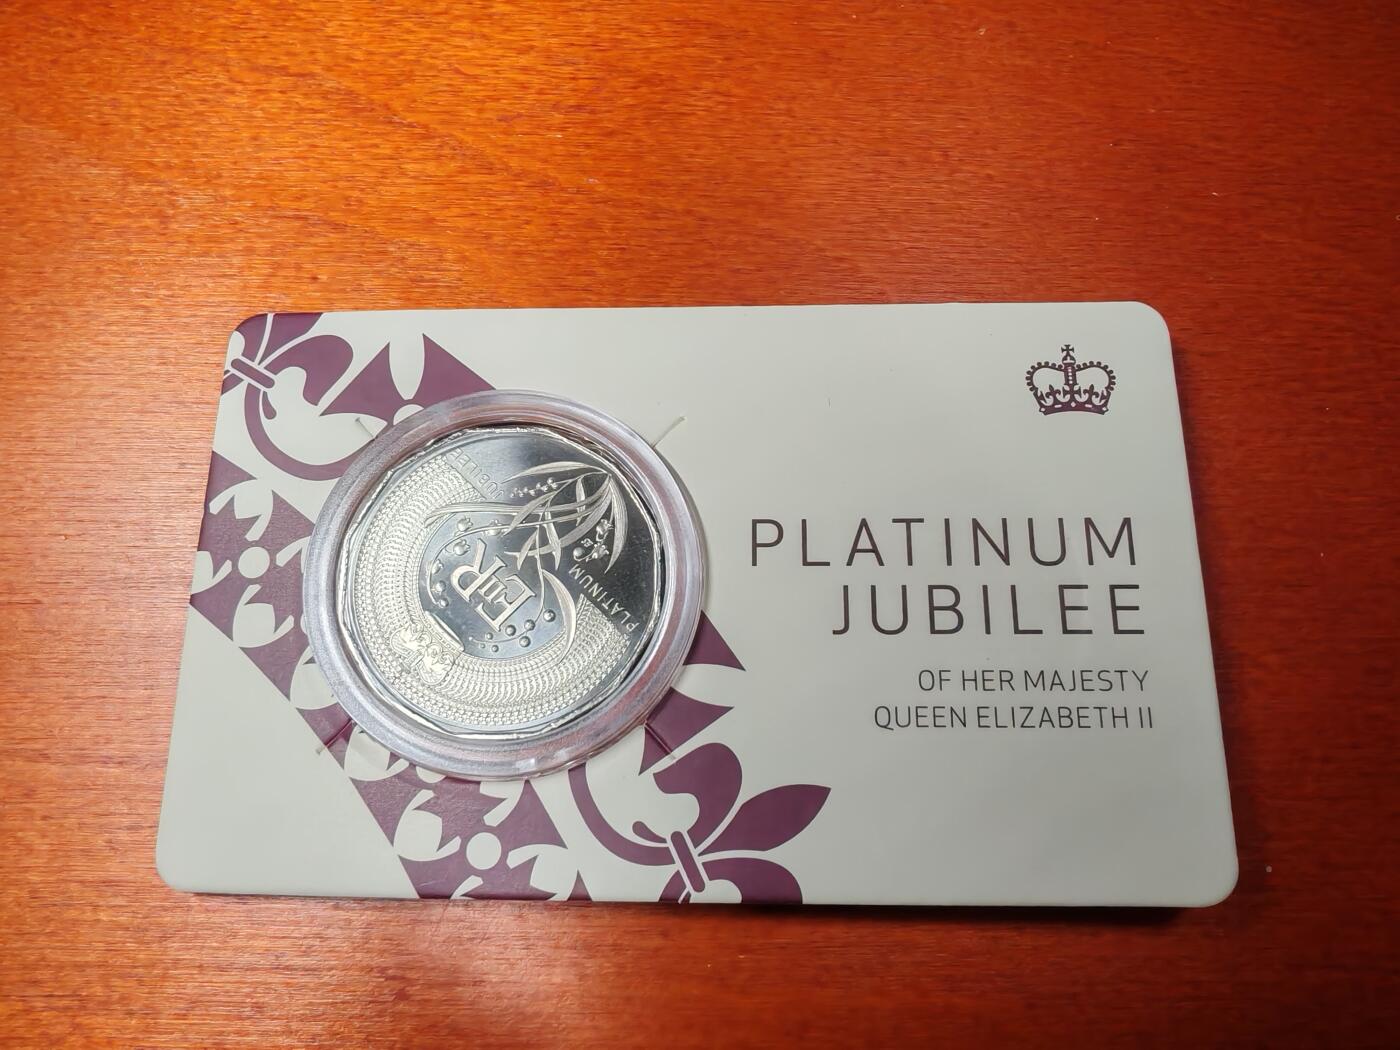 PLATINUM
JUBILEE
OF HER MAJESTY
QUEEN ELIZABETH II
PLATINUM
JUBILEE
EIIR